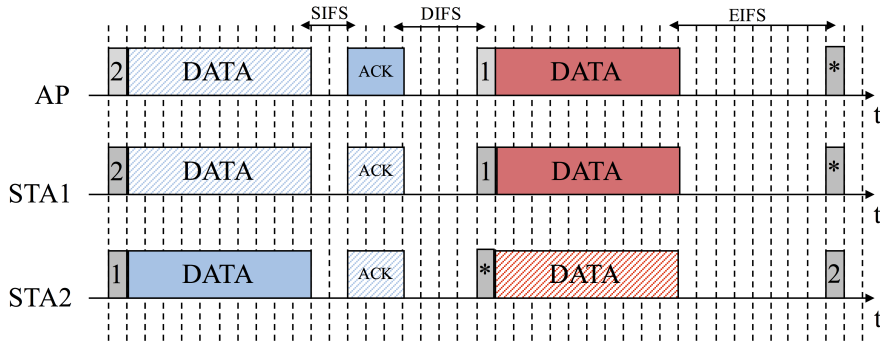 SIFS DIFS EIFS
2 DATA ACK 1 DATA *
AP
t
2 DATA ACK 1 DATA *
STA1
t
1 DATA ACK * DATA 2
STA2
t